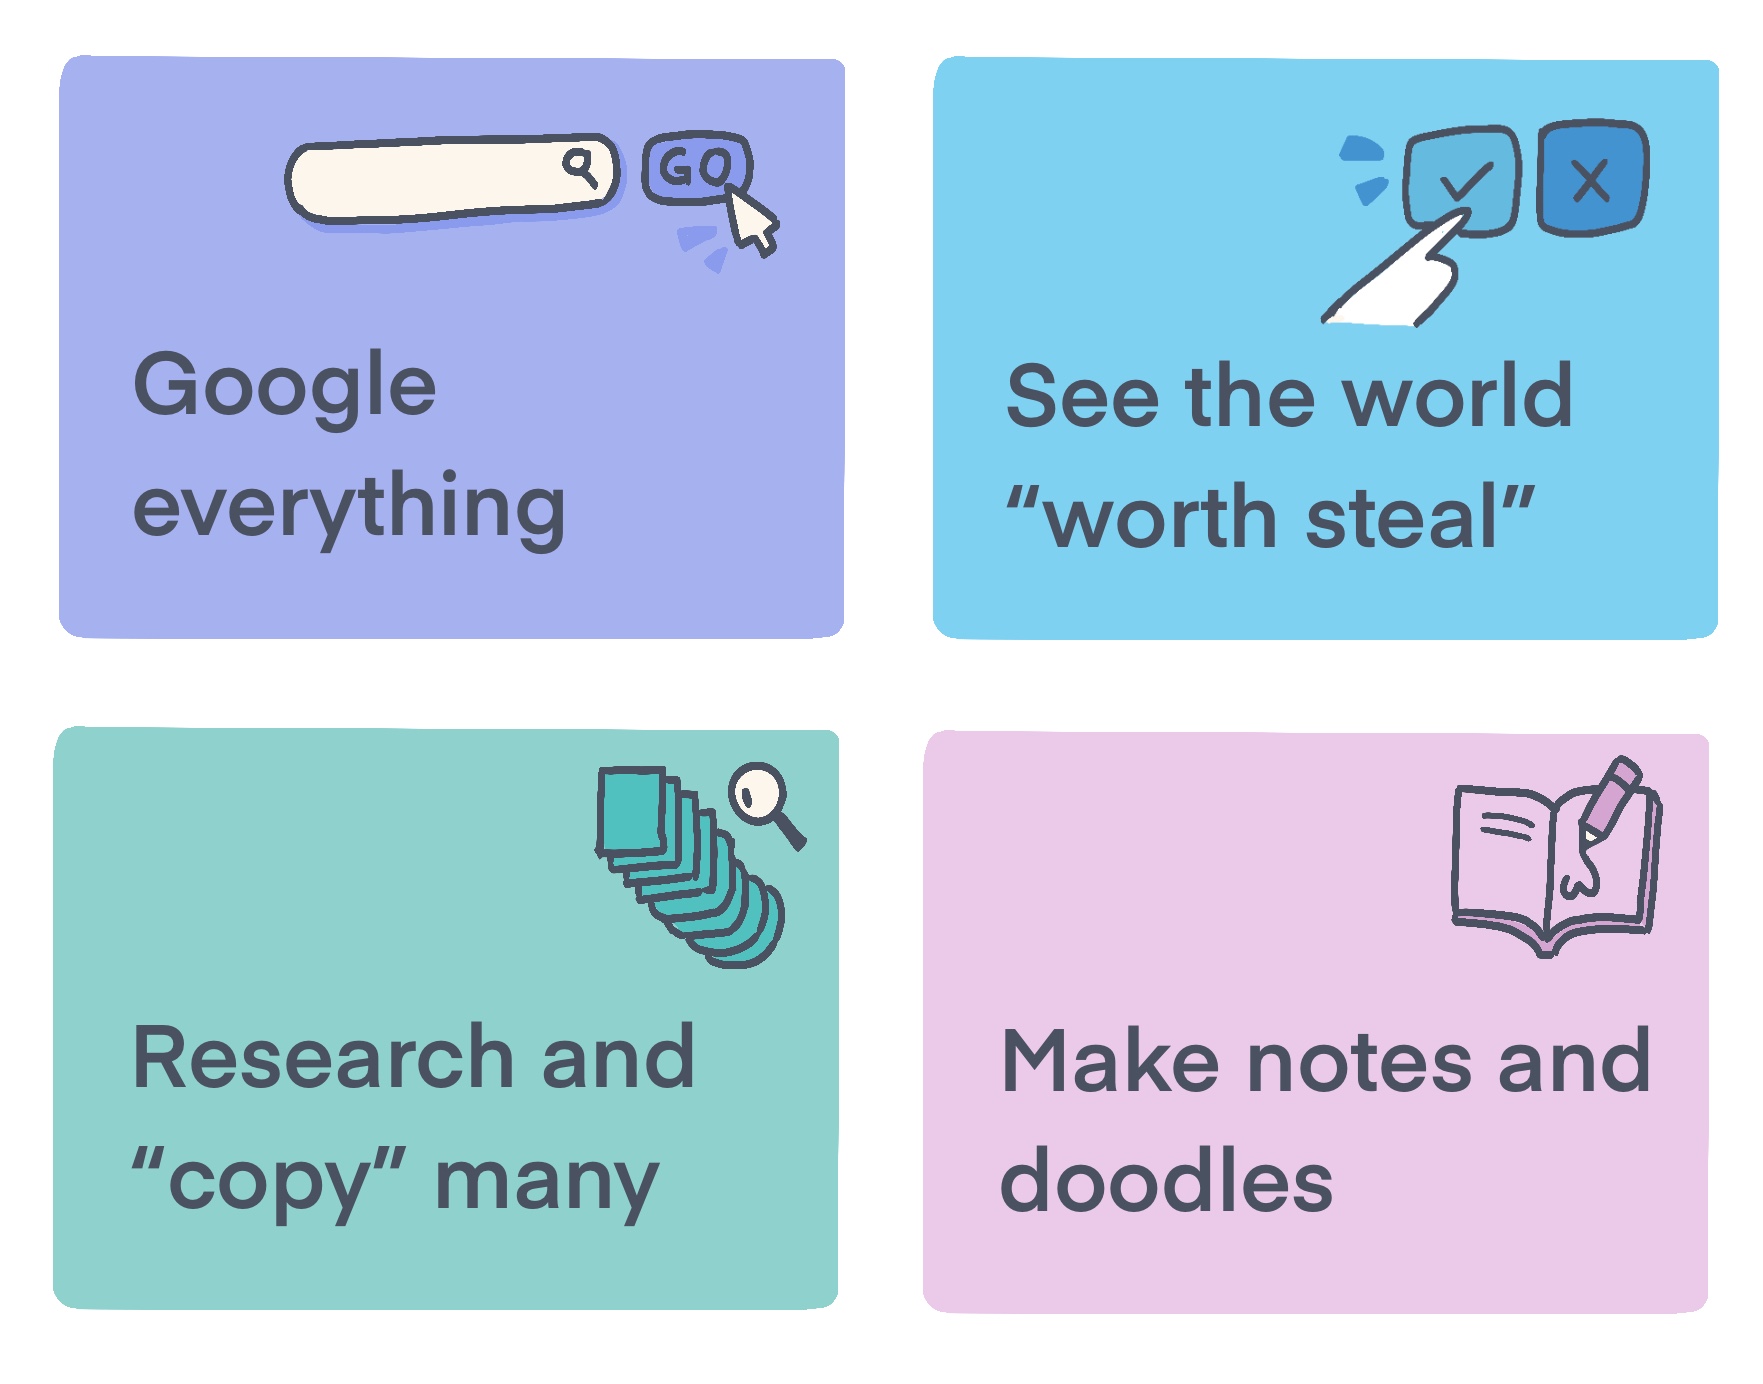 GO
Google
everything
See the world
“worth steal”
Research and
“copy” many
Make notes and
doodles